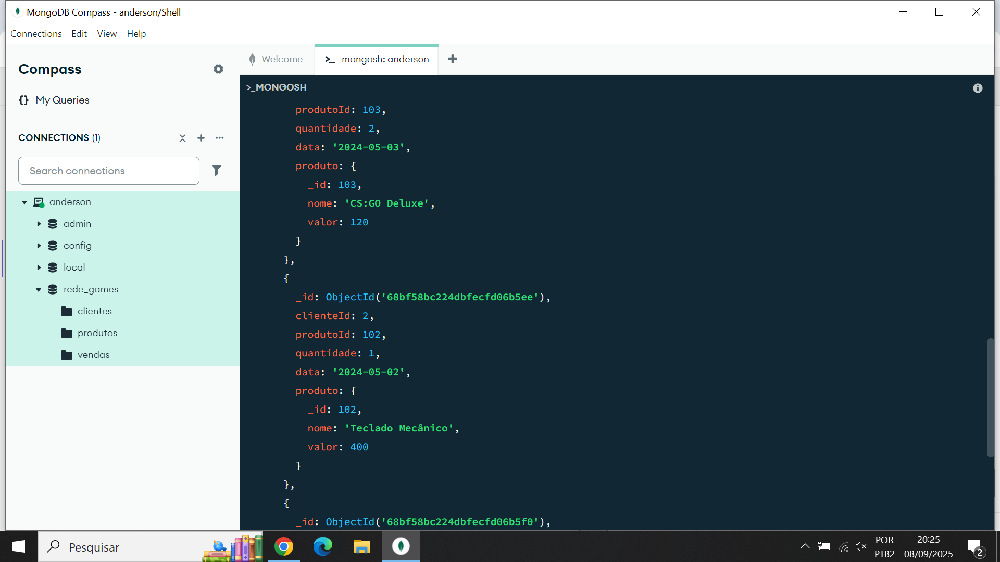 MongoDB Compass - anderson/Shell
Connections Edit View Help
Compass
My Queries
CONNECTIONS (1)
Search connections
anderson
admin
config
local
rede_games
clientes
produtos
vendas
Welcome
>_ mongosh: anderson
>_MONGOSH
produtoId: 103,
quantidade: 2,
data: '2024-05-03',
produto: {
_id: 103,
nome: 'CS:GO Deluxe',
valor: 120
}
},
{
_id: ObjectId('68bf58bc224dbfecfd06b5ee'),
clienteId: 2,
produtoId: 102,
quantidade: 1,
data: '2024-05-02',
produto: {
_id: 102,
nome: 'Teclado Mecânico',
valor: 400
}
},
{
_id: ObjectId('68bf58bc224dbfecfd06b5f0'),
Pesquisar
POR
PTB2
20:25
08/09/2025
2